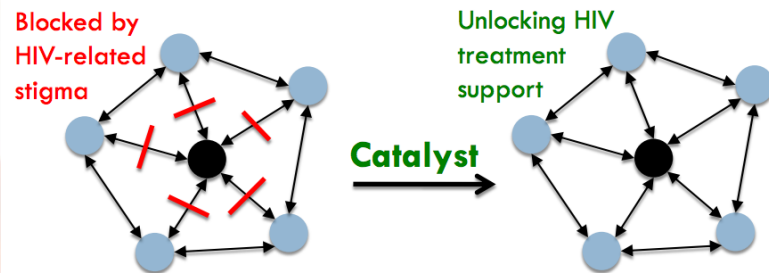 Blocked by
HIV-related
stigma
Catalyst
Unlocking HIV
treatment
support